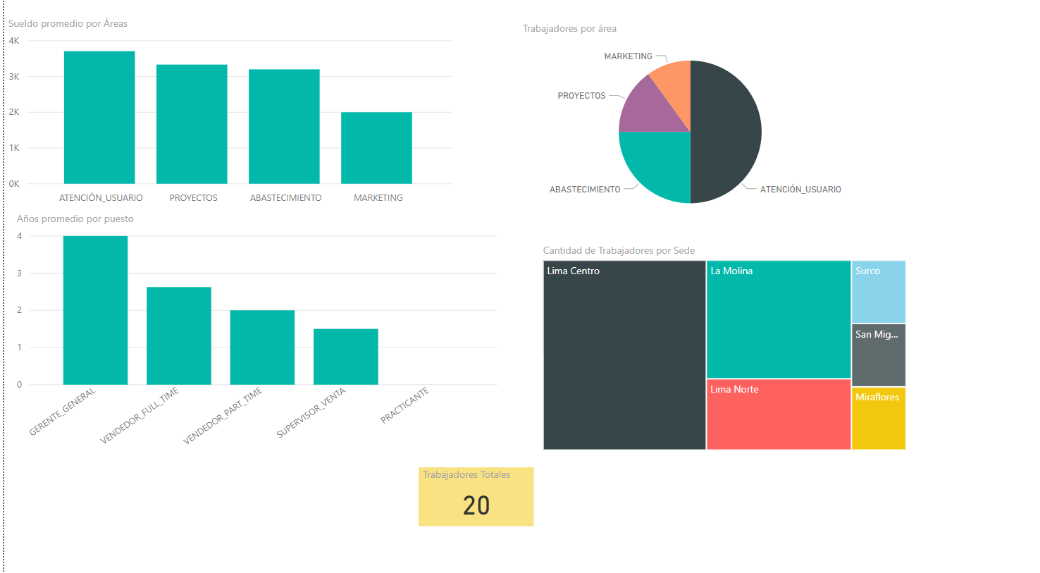 Sueldo promedio por Áreas
4K
3K
2K
1K
0K
ATENCIÓN_USUARIO PROYECTOS ABASTECIMIENTO MARKETING
Trabajadores por área
MARKETING
PROYECTOS
ABASTECIMIENTO
ATENCIÓN_USUARIO
Años promedio por puesto
4
3
2
1
0
GERENTE_GENERAL VENDEDOR_FULL_TIME VENDEDOR_PART_TIME SUPERVISOR_VENTA PRACTICANTE
Cantidad de Trabajadores por Sede
Lima Centro
La Molina
Lima Norte
Surco
San Mig...
Miraflores
Trabajadores Totales
20